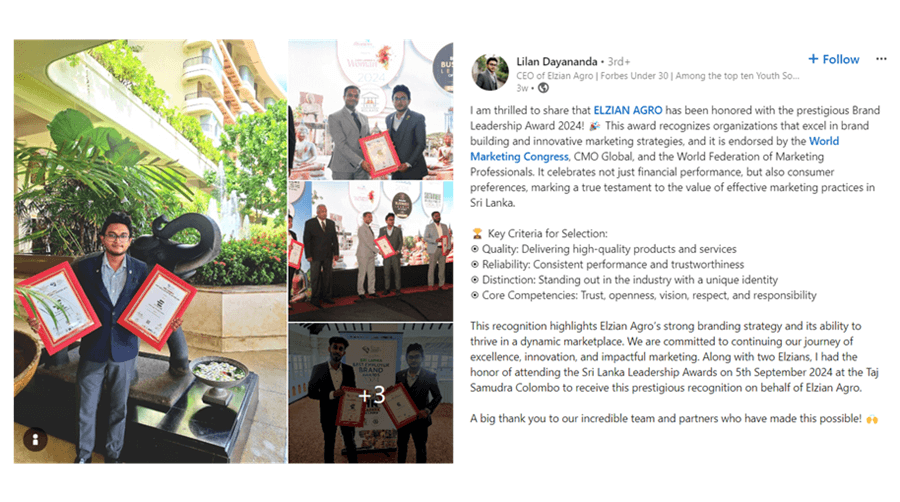 Lilan Dayananda • 3rd+
CEO of Elzian Agro | Forbes Under 30 | Among the top ten Youth So...
3w •
+ Follow
...
I am thrilled to share that ELZIAN AGRO has been honored with the prestigious Brand
Leadership Award 2024! 🎉 This award recognizes organizations that excel in brand
building and innovative marketing strategies, and it is endorsed by the World
Marketing Congress, CMO Global, and the World Federation of Marketing
Professionals. It celebrates not just financial performance, but also consumer
preferences, marking a true testament to the value of effective marketing practices in
Sri Lanka.
🏆 Key Criteria for Selection:
◉ Quality: Delivering high-quality products and services
◉ Reliability: Consistent performance and trustworthiness
◉ Distinction: Standing out in the industry with a unique identity
◉ Core Competencies: Trust, openness, vision, respect, and responsibility
This recognition highlights Elzian Agro's strong branding strategy and its ability to
thrive in a dynamic marketplace. We are committed to continuing our journey of
excellence, innovation, and impactful marketing. Along with two Elzians, I had the
honor of attending the Sri Lanka Leadership Awards on 5th September 2024 at the Taj
Samudra Colombo to receive this prestigious recognition on behalf of Elzian Agro.
A big thank you to our incredible team and partners who have made this possible! 🙌
2024
BRAND
+3